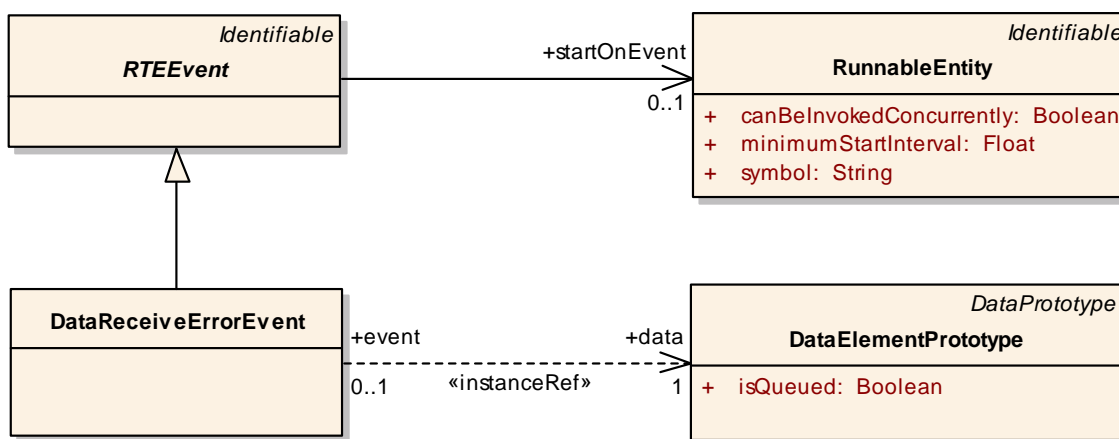 Identifiable
RTEEvent
+startOnEvent
0..1
Identifiable
RunnableEntity
+ canBeInvokedConcurrently: Boolean
+ minimumStartInterval: Float
+ symbol: String
DataReceiveErrorEvent
+event
0..1
«instanceRef»
+data
1
DataPrototype
DataElementPrototype
+ isQueued: Boolean